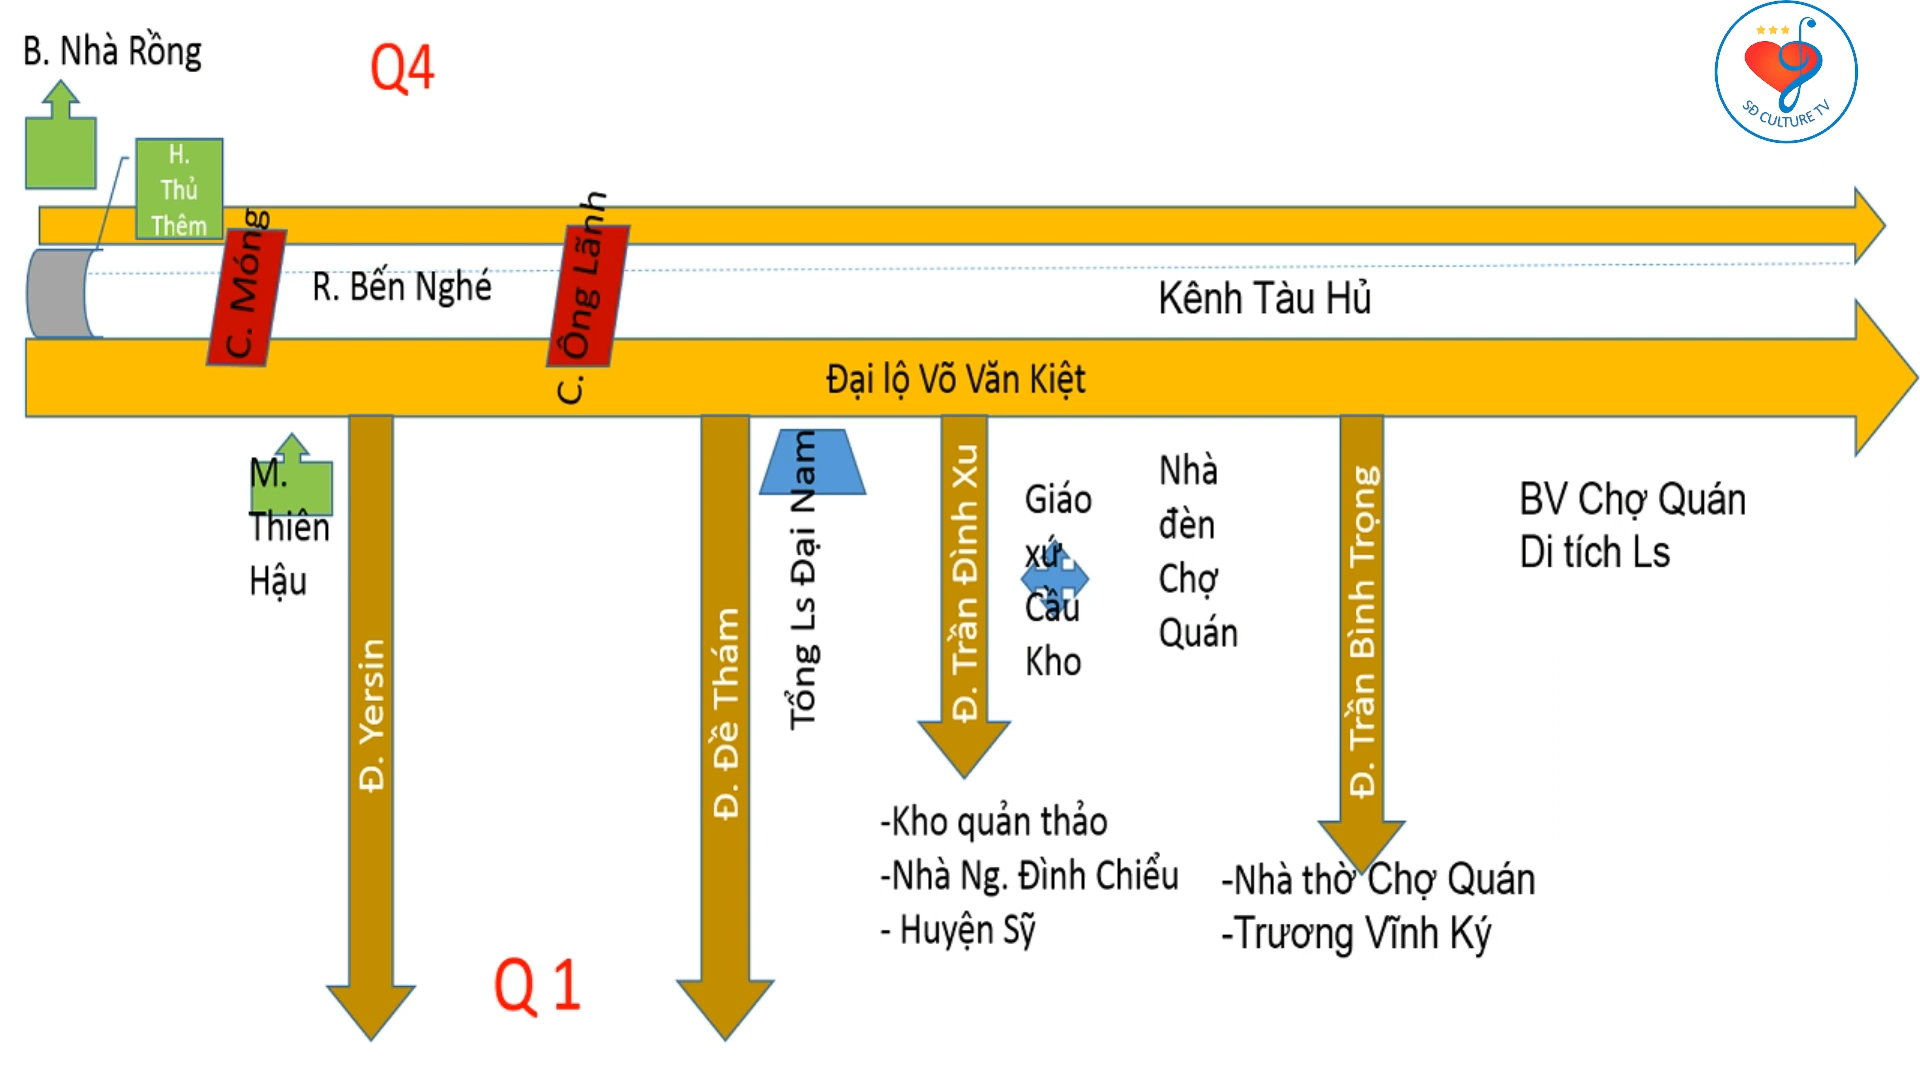 B. Nhà Rồng
Q4
SĐ CULTURE TV
H.
Thủ
Thêm
C. Móng
R. Bến Nghé
C. Ông Lãnh
Kênh Tàu Hủ
Đại lộ Võ Văn Kiệt
M.
Thiên
Hậu
Đ. Yersin
Đ. Đề Thám
Tổng Ls Đại Nam
Đ. Trần Đình Xu
Giáo
xứ
Cầu
Kho
Nhà
đèn
Chợ
Quán
Đ. Trần Bình Trọng
BV Chợ Quán
Di tích Ls
-Kho quản thảo
-Nhà Ng. Đình Chiểu
- Huyện Sỹ
-Nhà thờ Chợ Quán
-Trương Vĩnh Ký
Q 1